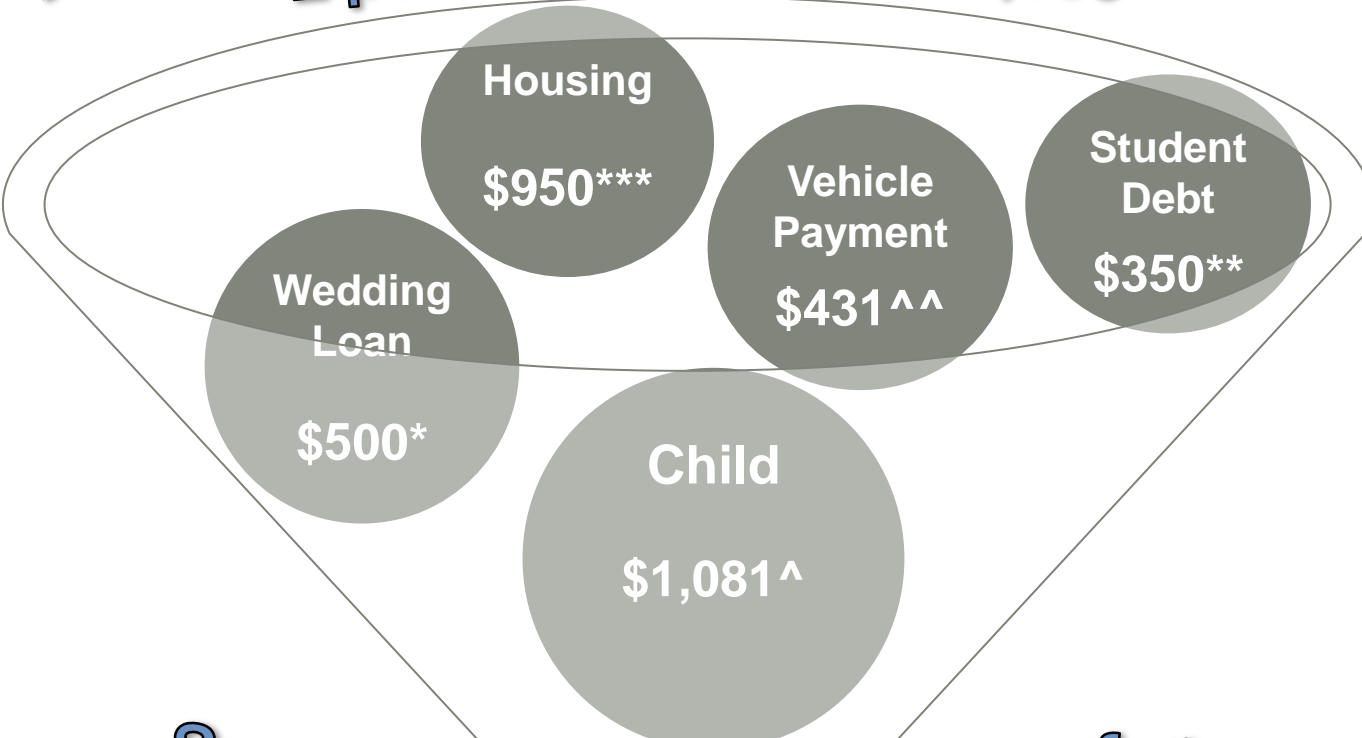 Housing
$950***
Vehicle
Payment
$431^^
Student
Debt
$350**
Wedding
Loan
$500*
Child
$1,081^